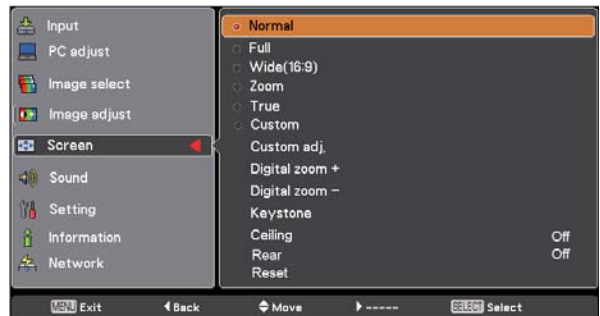 Input
PC adjust
Image select
Image adjust
Screen
Sound
Setting
Information
Network
Normal
Full
Wide(16:9)
Zoom
True
Custom
Custom adj.
Digital zoom +
Digital zoom –
Keystone
Ceiling Off
Rear Off
Reset
MENU Exit Back Move ----- SELECT Select